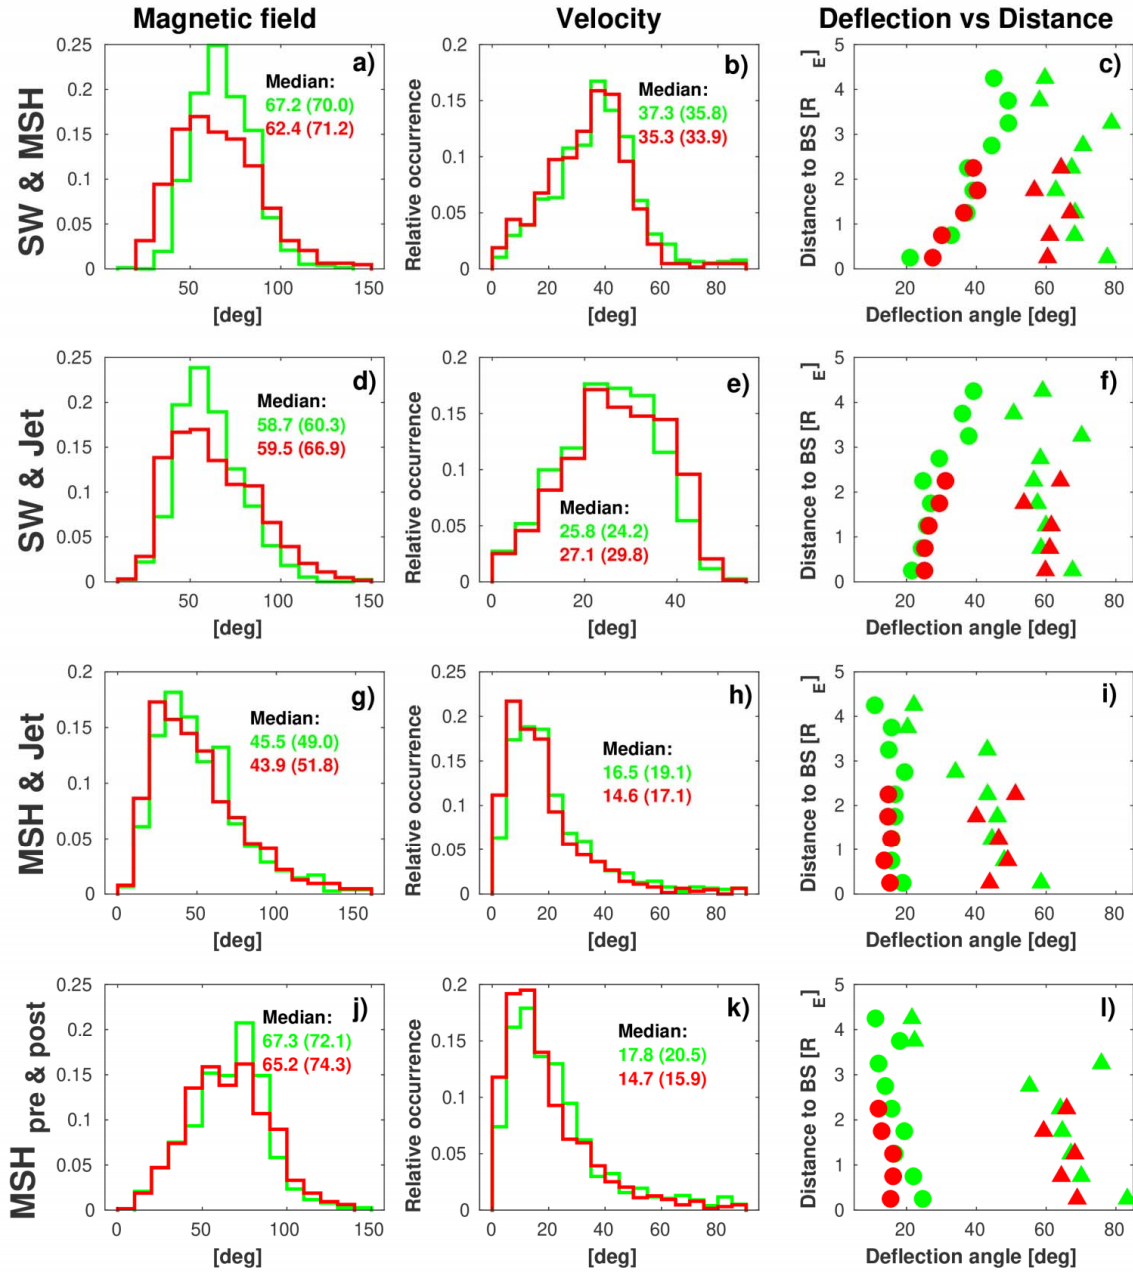 Magnetic field
Velocity
Deflection vs Distance
SW & MSH
0.25
0.2
0.15
0.1
0.05
0
50
100
150
[deg]
a)
Median:
67.2 (70.0)
62.4 (71.2)
Relative occurrence
0.2
0.15
0.1
0.05
0
0
20
40
60
80
[deg]
b)
Median:
37.3 (35.8)
35.3 (33.9)
Distance to BS [R E]
5
4
3
2
1
0
20
40
60
80
Deflection angle [deg]
c)
SW & Jet
0.25
0.2
0.15
0.1
0.05
0
50
100
150
[deg]
d)
Median:
58.7 (60.3)
59.5 (66.9)
Relative occurrence
0.2
0.15
0.1
0.05
0
0
20
40
[deg]
e)
Median:
25.8 (24.2)
27.1 (29.8)
Distance to BS [R E]
5
4
3
2
1
0
20
40
60
80
Deflection angle [deg]
f)
MSH & Jet
0.2
0.15
0.1
0.05
0
0
50
100
150
[deg]
g)
Median:
45.5 (49.0)
43.9 (51.8)
Relative occurrence
0.2
0.15
0.1
0.05
0
0
20
40
60
80
[deg]
h)
Median:
16.5 (19.1)
14.6 (17.1)
Distance to BS [R E]
5
4
3
2
1
0
20
40
60
80
Deflection angle [deg]
i)
MSH pre & post
0.25
0.2
0.15
0.1
0.05
0
0
50
100
150
[deg]
j)
Median:
67.3 (72.1)
65.2 (74.3)
Relative occurrence
0.2
0.15
0.1
0.05
0
0
20
40
60
80
[deg]
k)
Median:
17.8 (20.5)
14.7 (15.9)
Distance to BS [R E]
5
4
3
2
1
0
20
40
60
80
Deflection angle [deg]
l)